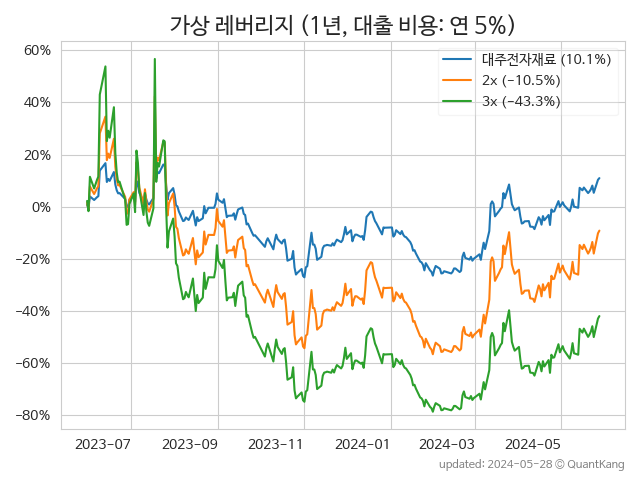 가상 레버리지 (1년, 대출 비용: 연 5%)
대주전자재료 (10.1%)
2x (−10.5%)
3x (−43.3%)
60%
40%
20%
0%
−20%
−40%
−60%
−80%
2023-07 2023-09 2023-11 2024-01 2024-03 2024-05
updated: 2024-05-28 © QuantKang